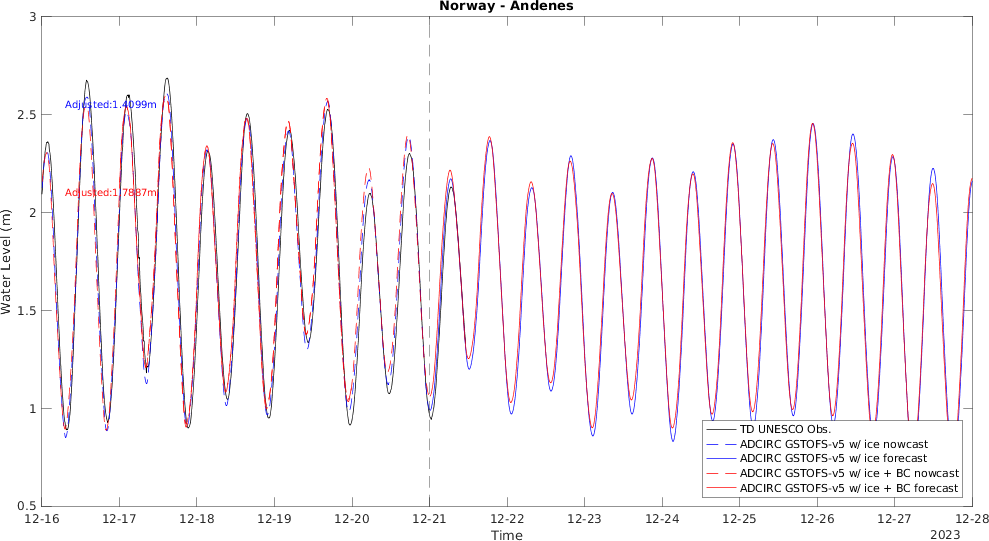 Norway - Andenes
3
2.5
2
1.5
1
0.5
Water Level (m)
Adjusted:1.4099m
Adjusted:1.7887m
TD UNESCO Obs.
ADCIRC GSTOFS-v5 w/ ice nowcast
ADCIRC GSTOFS-v5 w/ ice forecast
ADCIRC GSTOFS-v5 w/ ice + BC nowcast
ADCIRC GSTOFS-v5 w/ ice + BC forecast
12-16 12-17 12-18 12-19 12-20 12-21 12-22 12-23 12-24 12-25 12-26 12-27 12-28
Time
2023